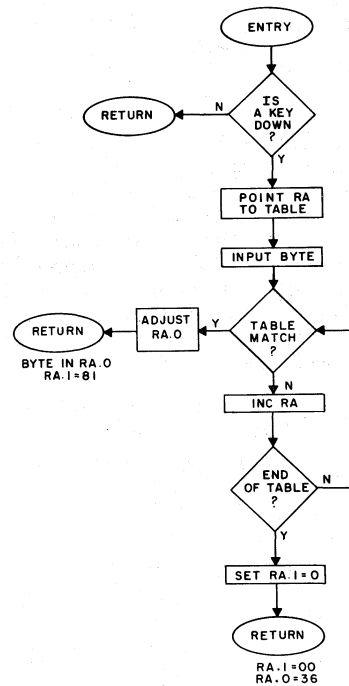 ENTRY
IS
A KEY
DOWN
?
N
RETURN
Y
POINT RA
TO TABLE
INPUT BYTE
TABLE
MATCH
?
Y
ADJUST
RA.0
RETURN
BYTE IN RA.0
RA.1=81
N
INC RA
END
OF TABLE
?
N
Y
SET RA.1=0
RETURN
RA.1=00
RA.0=36